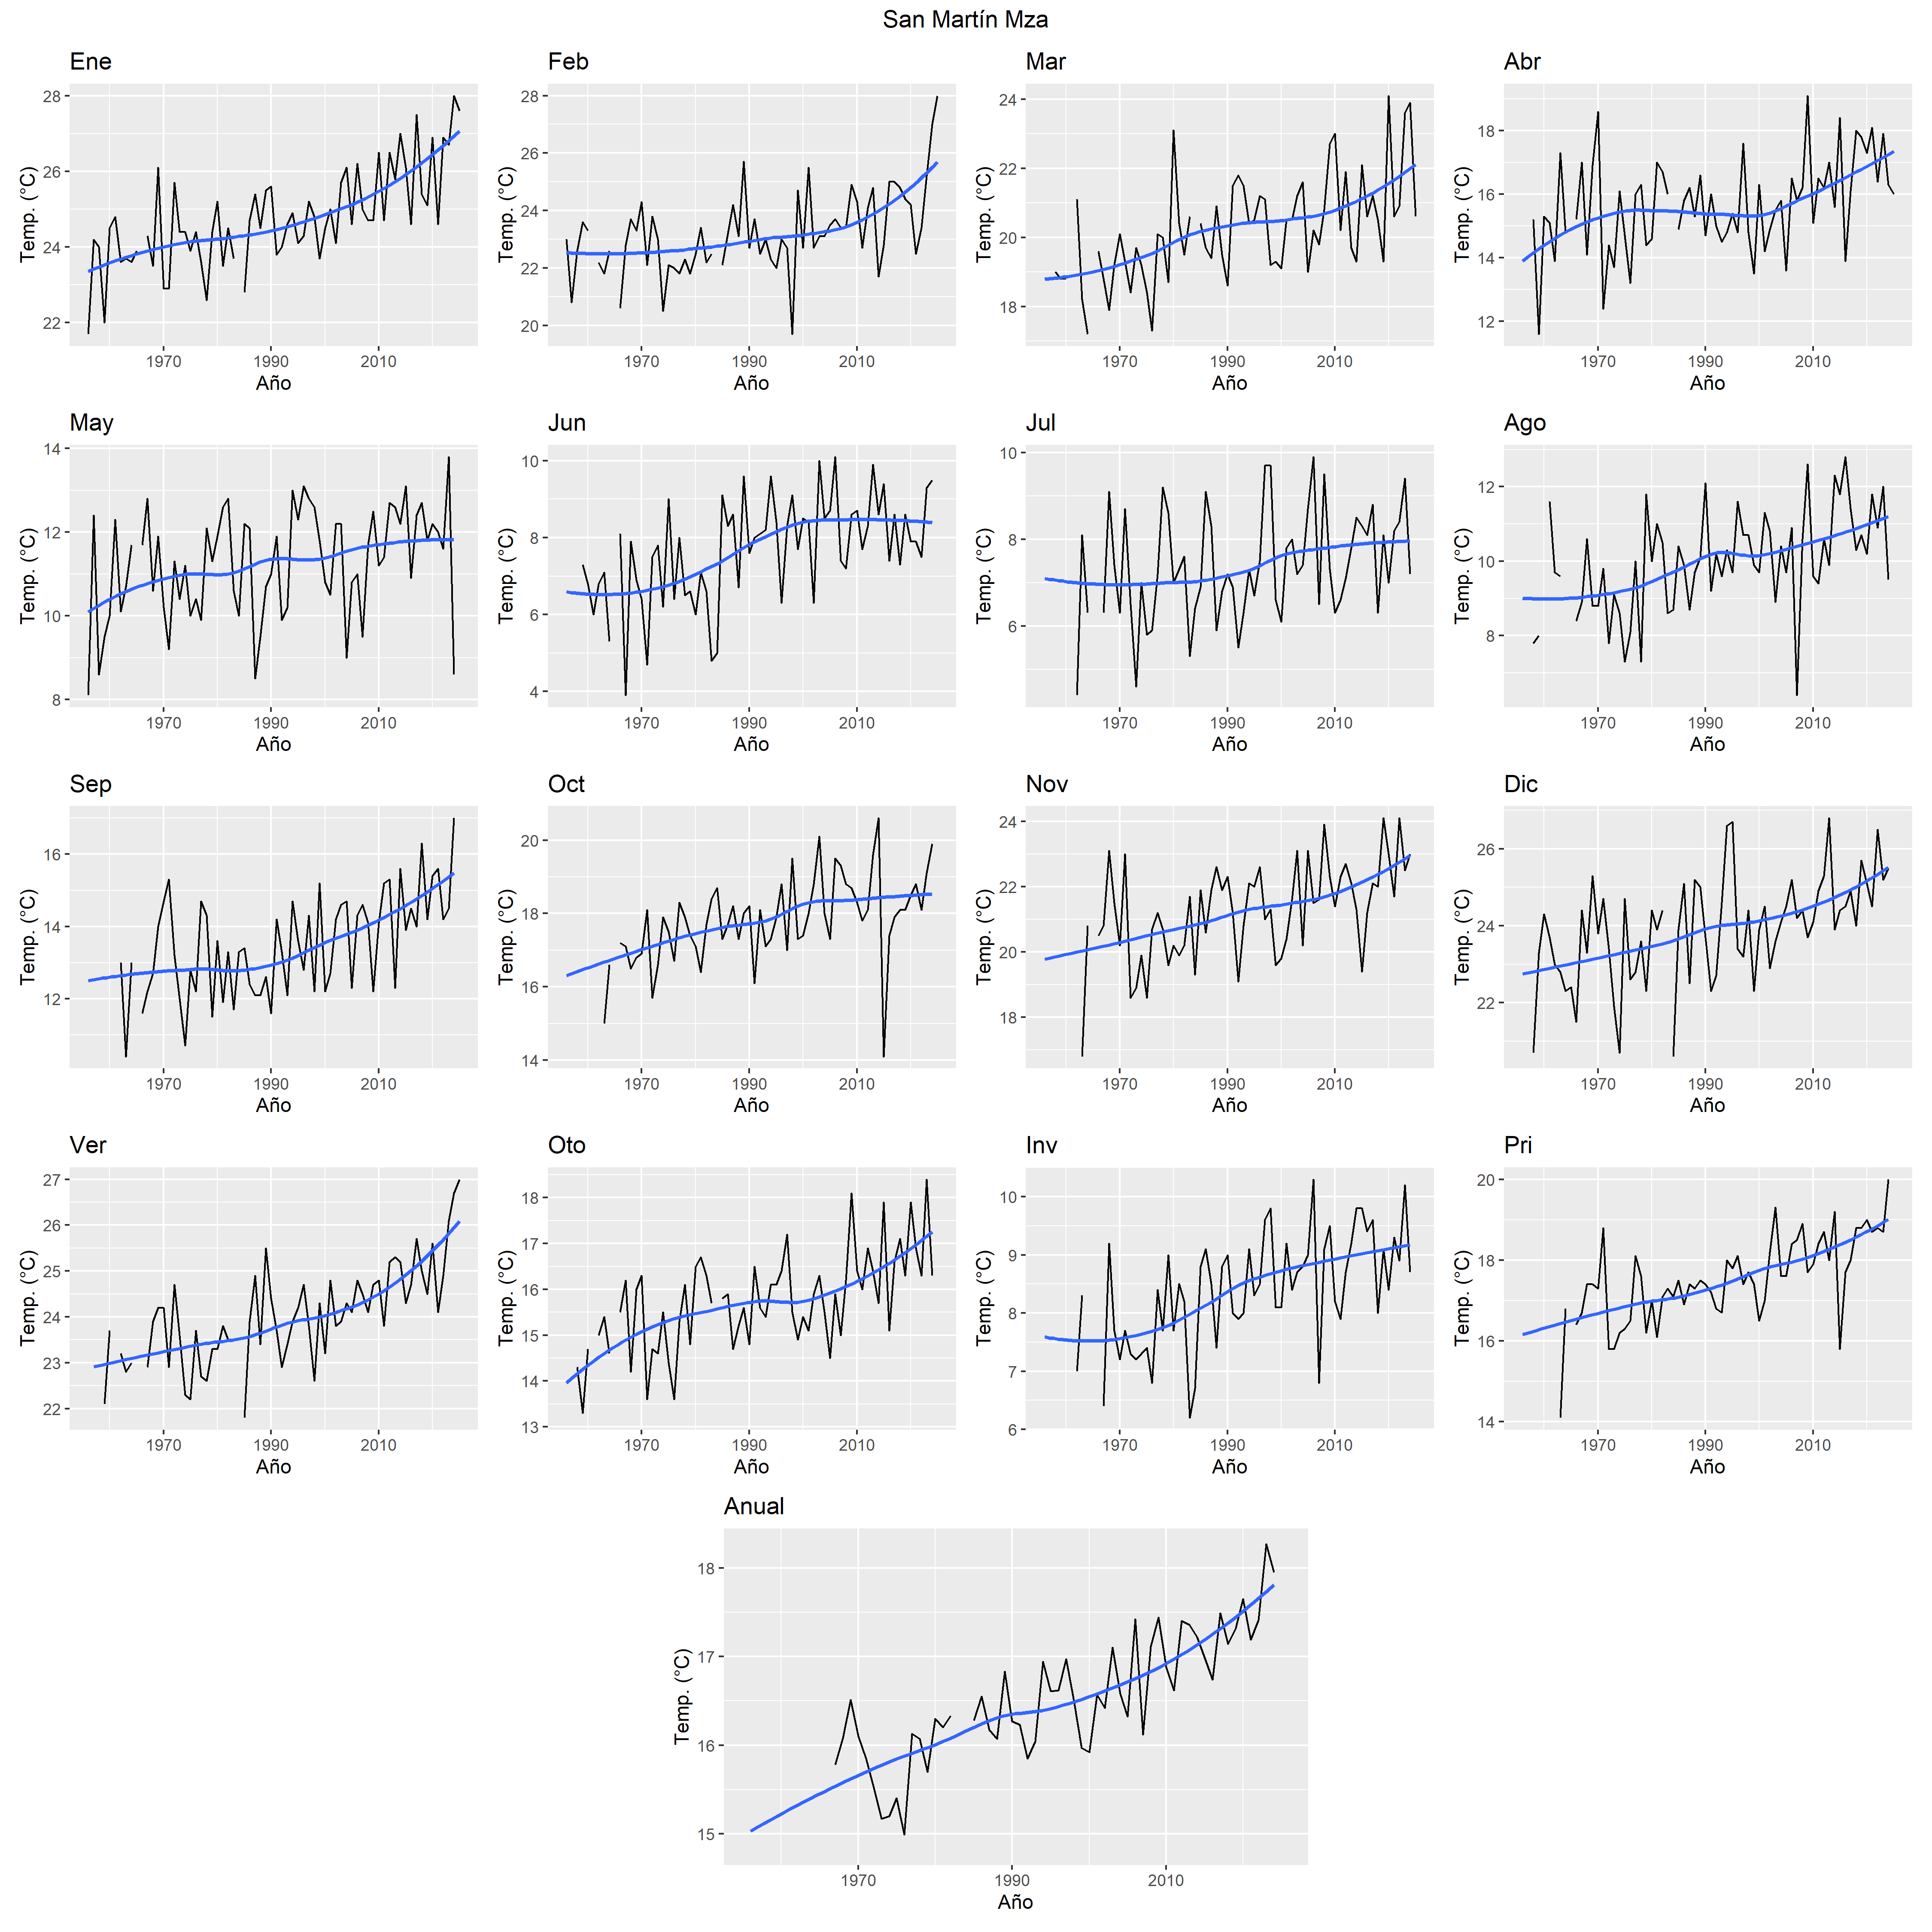 San Martín Mza
Ene
Temp. (°C)
28
26
24
22
1970 1990 2010
Año
Feb
Temp. (°C)
28
26
24
22
20
1970 1990 2010
Año
Mar
Temp. (°C)
24
22
20
18
1970 1990 2010
Año
Abr
Temp. (°C)
18
16
14
12
1970 1990 2010
Año
May
Temp. (°C)
14
12
10
8
1970 1990 2010
Año
Jun
Temp. (°C)
10
8
6
4
1970 1990 2010
Año
Jul
Temp. (°C)
10
8
6
1970 1990 2010
Año
Ago
Temp. (°C)
12
10
8
1970 1990 2010
Año
Sep
Temp. (°C)
16
14
12
1970 1990 2010
Año
Oct
Temp. (°C)
20
18
16
14
1970 1990 2010
Año
Nov
Temp. (°C)
24
22
20
18
1970 1990 2010
Año
Dic
Temp. (°C)
26
24
22
1970 1990 2010
Año
Ver
Temp. (°C)
27
26
25
24
23
22
1970 1990 2010
Año
Oto
Temp. (°C)
18
17
16
15
14
13
1970 1990 2010
Año
Inv
Temp. (°C)
10
9
8
7
6
1970 1990 2010
Año
Pri
Temp. (°C)
20
18
16
14
1970 1990 2010
Año
Anual
Temp. (°C)
18
17
16
15
1970 1990 2010
Año